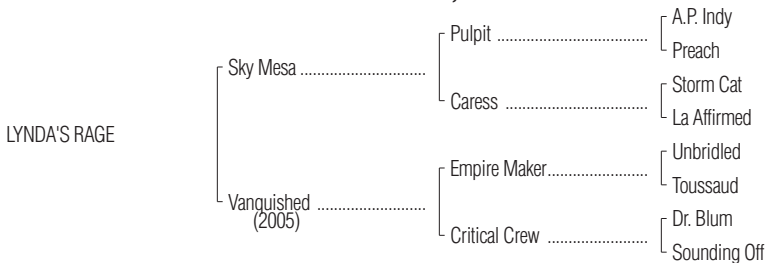 A.P. Indy
Pulpit
Preach
Sky Mesa
Storm Cat
Caress
La Affirmed
LYNDA'S RAGE
Unbridled
Empire Maker
Toussaud
Vanquished
(2005)
Dr. Blum
Critical Crew
Sounding Off